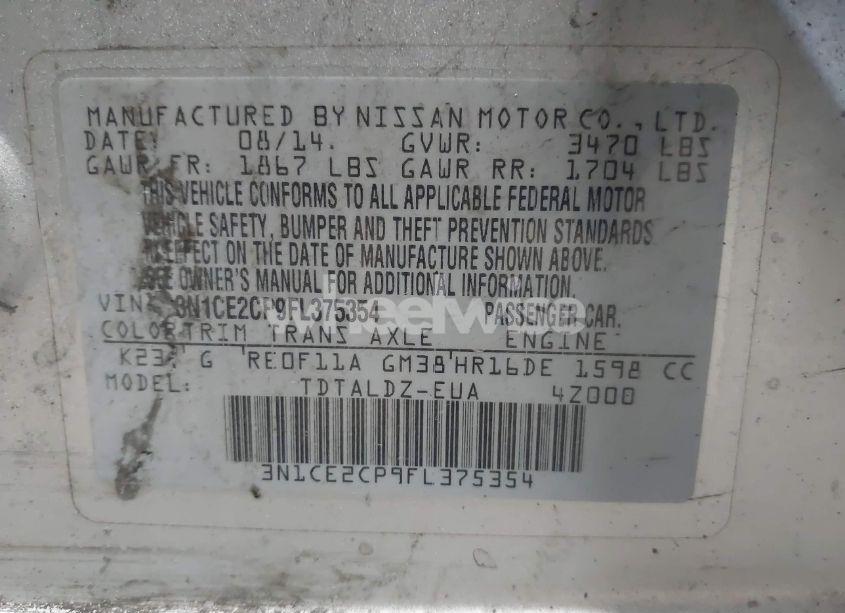 MANUFACTURED BY NISSAN MOTOR CO., LTD.
DATE: 08/14. GVWR: 3470 LBS
GAWR FR: 1867 LBS GAWR RR: 1704 LBS
THIS VEHICLE CONFORMS TO ALL APPLICABLE FEDERAL MOTOR
VEHICLE SAFETY, BUMPER AND THEFT PREVENTION STANDARDS
IN EFFECT ON THE DATE OF MANUFACTURE SHOWN ABOVE.
SEE OWNER'S MANUAL FOR ADDITIONAL INFORMATION.
VIN: 3N1CE2CP9FL375354 PASSENGER CAR.
COLOR TRIM TRANS AXLE ENGINE
K23 G RE0F11A GM38 HR16DE 1598 CC
MODEL: TDTALDZ-EUA 4Z000
3N1CE2CP9FL375354